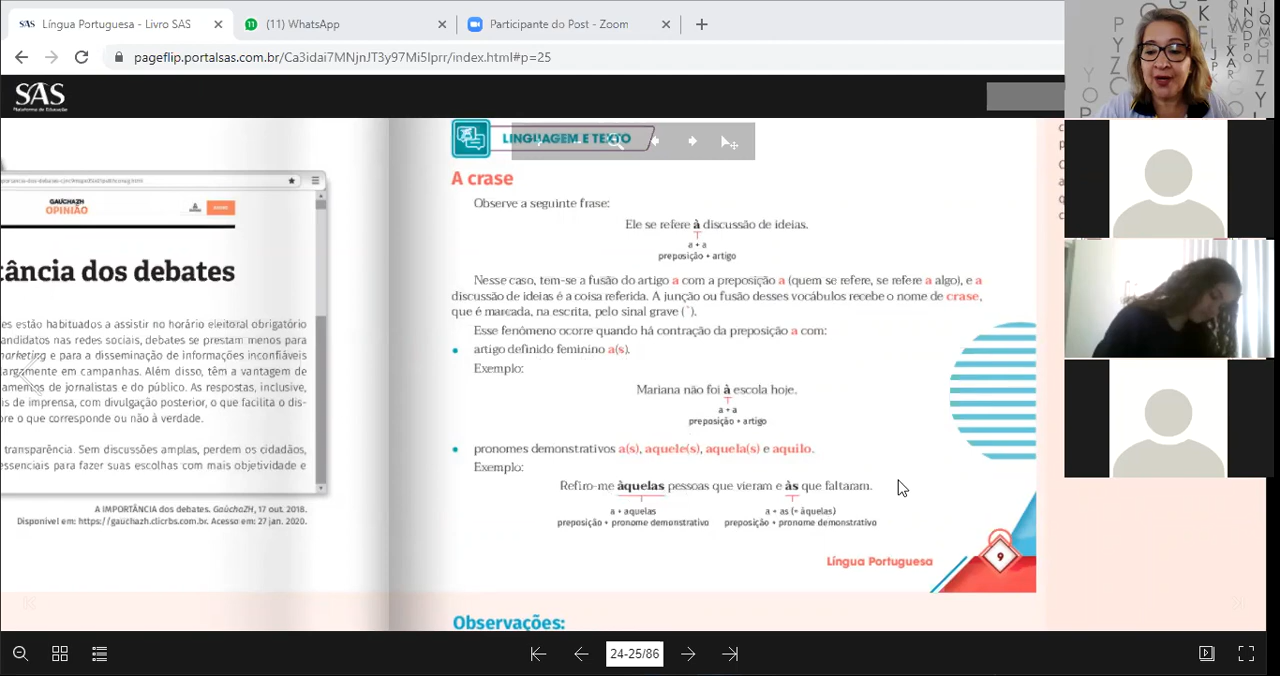 Língua Portuguesa - Livro SAS
(11) WhatsApp
Participante do Post - Zoom
pageflip.portalsas.com.br/Ca3idai7MNjnJT3y97Mi5lprr/index.html#p=25
SAS
Plataforma de Educação
GAÚCHAZH
OPINIÃO
tância dos debates
es estão habituados a assistir no horário eleitoral obrigatório
andidatos nas redes sociais, debates se prestam menos para
marketing e para a disseminação de informações inconfiáveis
largamente em campanhas. Além disso, têm a vantagem de
amentos de jornalistas e do público. As respostas, inclusive,
is de imprensa, com divulgação posterior, o que facilita o dis-
bre o que corresponde ou não à verdade.
transparência. Sem discussões amplas, perdem os cidadãos,
essenciais para fazer suas escolhas com mais objetividade e
A IMPORTÂNCIA dos debates. GaúchaZH, 17 out. 2018.
Disponível em: https://gauchazh.clicrbs.com.br. Acesso em: 27 jan. 2020.
LINGUAGEM E TEXTO
A crase
Observe a seguinte frase:
Ele se refere à discussão de ideias.
a + a
preposição + artigo
Nesse caso, tem-se a fusão do artigo a com a preposição a (quem se refere, se refere a algo), e a
discussão de ideias é a coisa referida. A junção ou fusão desses vocábulos recebe o nome de crase,
que é marcada, na escrita, pelo sinal grave (`).
Esse fenômeno ocorre quando há contração da preposição a com:
• artigo definido feminino a(s).
Exemplo:
Mariana não foi à escola hoje.
a + a
preposição + artigo
• pronomes demonstrativos a(s), aquele(s), aquela(s) e aquilo.
Exemplo:
Refiro-me àquelas pessoas que vieram e às que faltaram.
a + aquelas a + as (= àquelas)
preposição + pronome demonstrativo preposição + pronome demonstrativo
Língua Portuguesa 9
Observações:
24-25/86